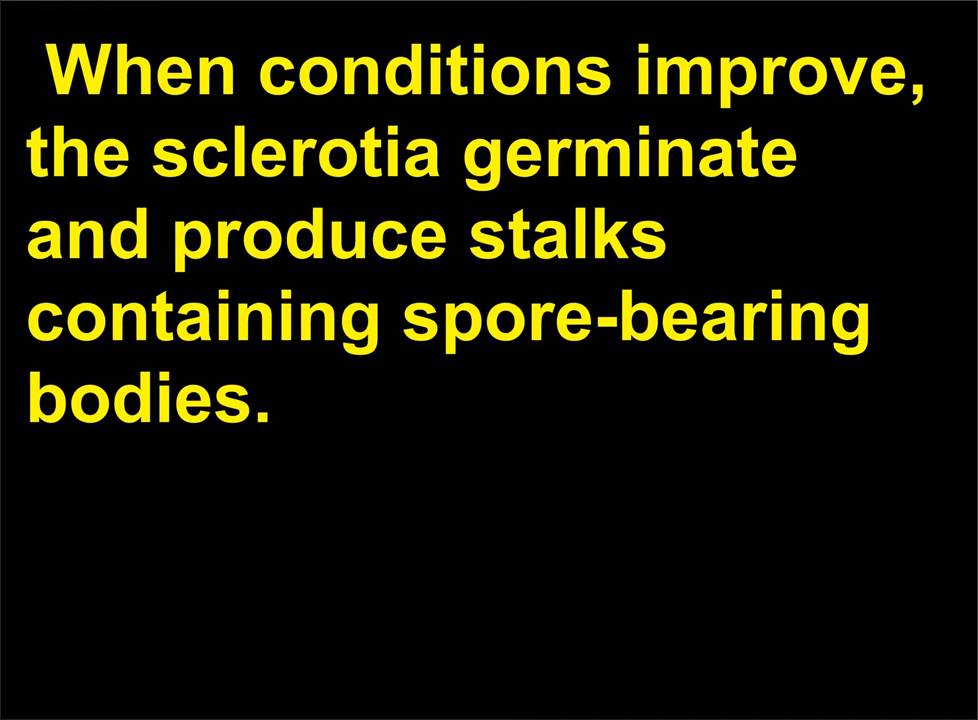 When conditions improve,
the sclerotia germinate
and produce stalks
containing spore-bearing
bodies.